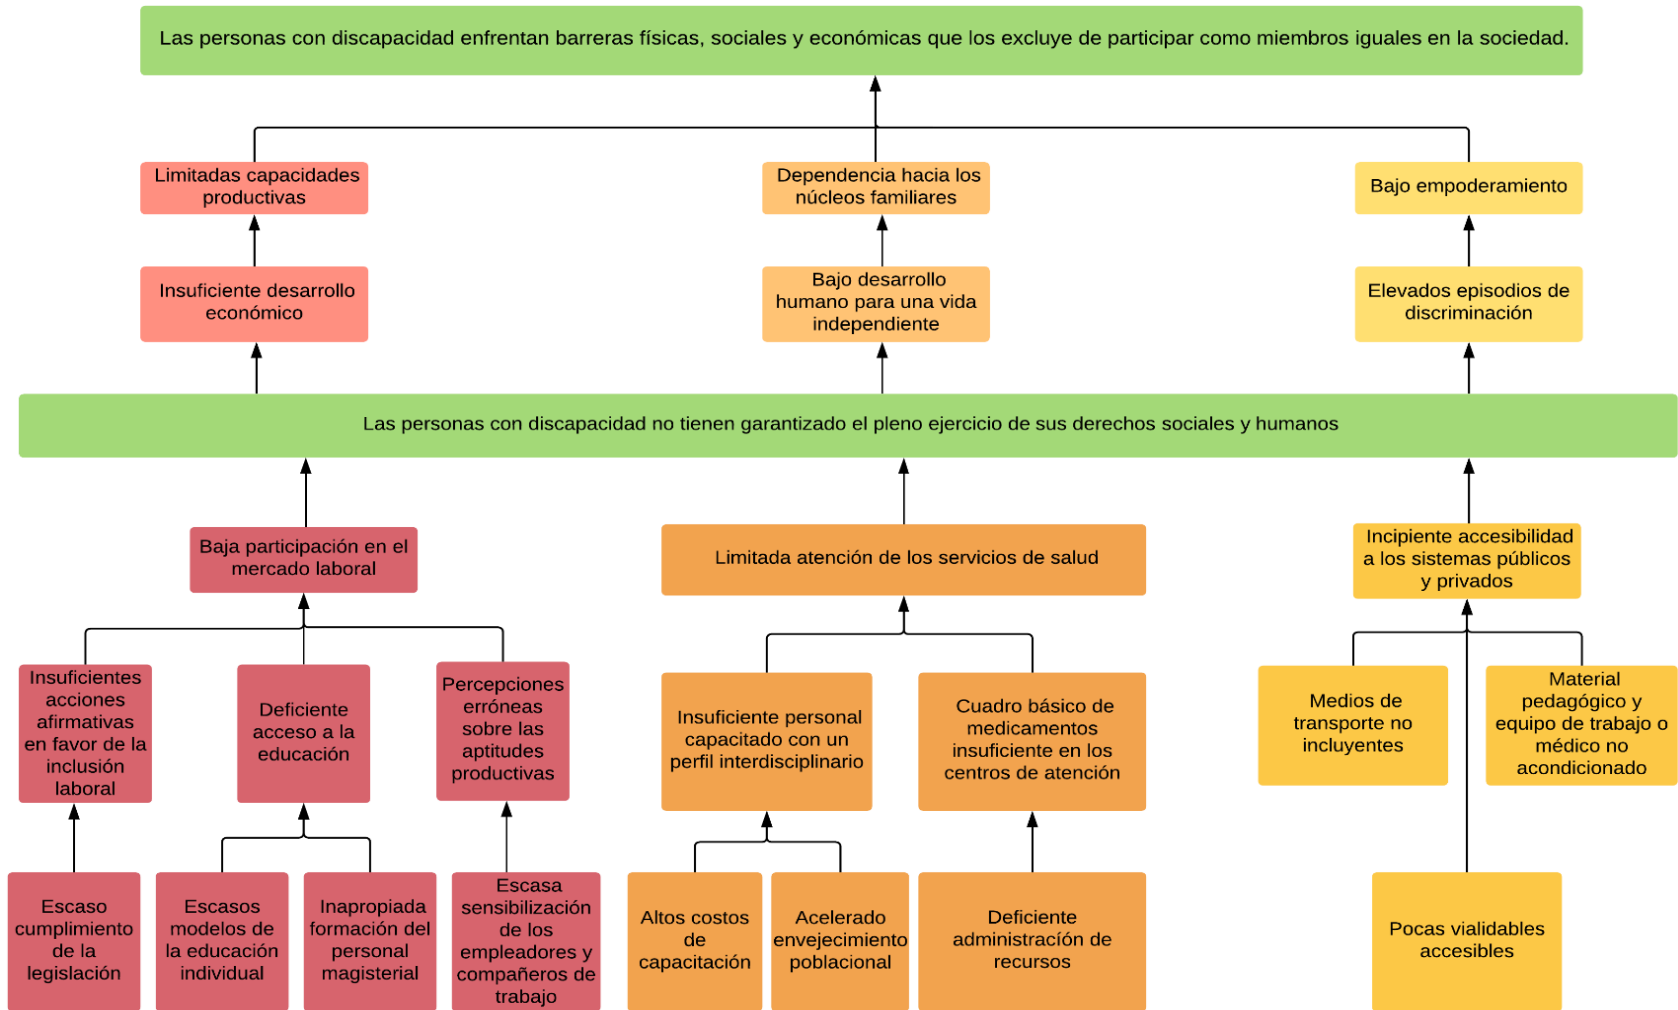 Las personas con discapacidad enfrentan barreras físicas, sociales y económicas que los excluye de participar como miembros iguales en la sociedad.
Limitadas capacidades
productivas
Dependencia hacia los
núcleos familiares
Bajo empoderamiento
Insuficiente desarrollo
económico
Bajo desarrollo
humano para una vida
independiente
Elevados episodios de
discriminación
Las personas con discapacidad no tienen garantizado el pleno ejercicio de sus derechos sociales y humanos
Baja participación en el
mercado laboral
Limitada atención de los servicios de salud
Incipiente accesibilidad
a los sistemas públicos
y privados
Insuficientes
acciones
afirmativas
en favor de la
inclusión
laboral
Deficiente
acceso a la
educación
Percepciones
erróneas
sobre las
aptitudes
productivas
Insuficiente personal
capacitado con un
perfil interdisciplinario
Cuadro básico de
medicamentos
insuficiente en los
centros de atención
Medios de
transporte no
incluyentes
Material
pedagógico y
equipo de trabajo o
médico no
acondicionado
Escaso
cumplimiento
de la
legislación
Escasos
modelos de
la educación
individual
Inapropiada
formación del
personal
magisterial
Escasa
sensibilización
de los
empleadores y
compañeros de
trabajo
Altos costos
de
capacitación
Acelerado
envejecimiento
poblacional
Deficiente
administracíón de
recursos
Pocas vialidables
accesibles